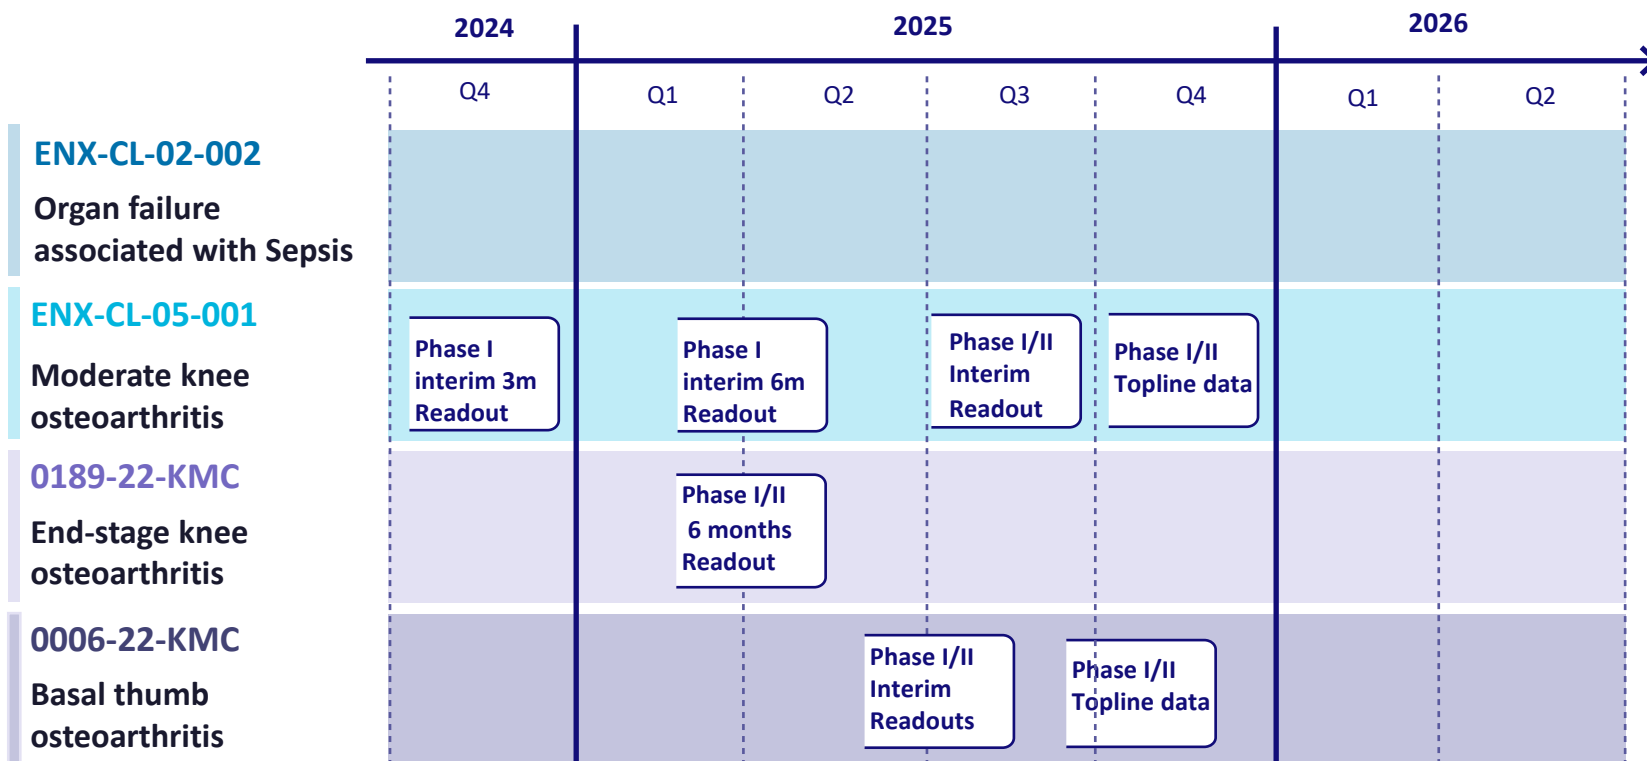 2024
2025
2026
Q4
Q1
Q2
Q3
Q4
Q1
Q2
ENX-CL-02-002
Organ failure
associated with Sepsis
ENX-CL-05-001
Moderate knee
osteoarthritis
Phase I
interim 3m
Readout
Phase I
interim 6m
Readout
Phase I/II
Interim
Readout
Phase I/II
Topline data
0189-22-KMC
End-stage knee
osteoarthritis
Phase I/II
6 months
Readout
0006-22-KMC
Basal thumb
osteoarthritis
Phase I/II
Interim
Readouts
Phase I/II
Topline data